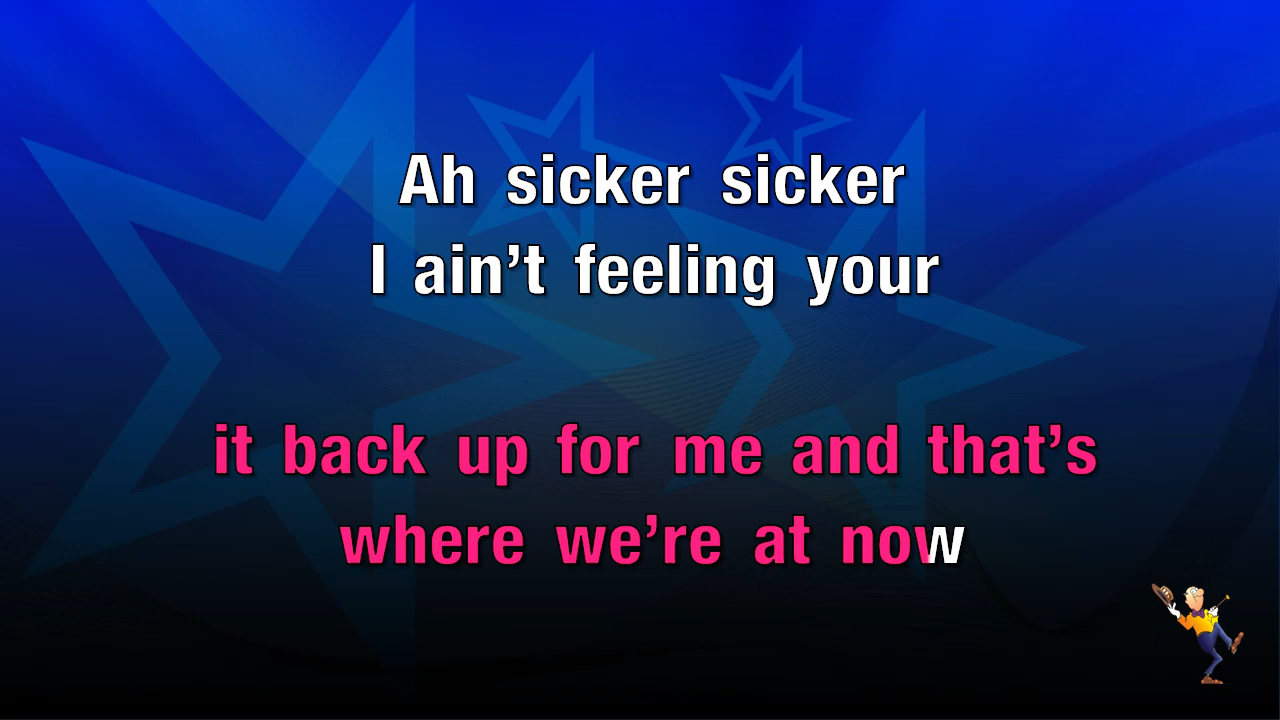 Ah sicker sicker
I ain’t feeling your
it back up for me and that’s
where we’re at now